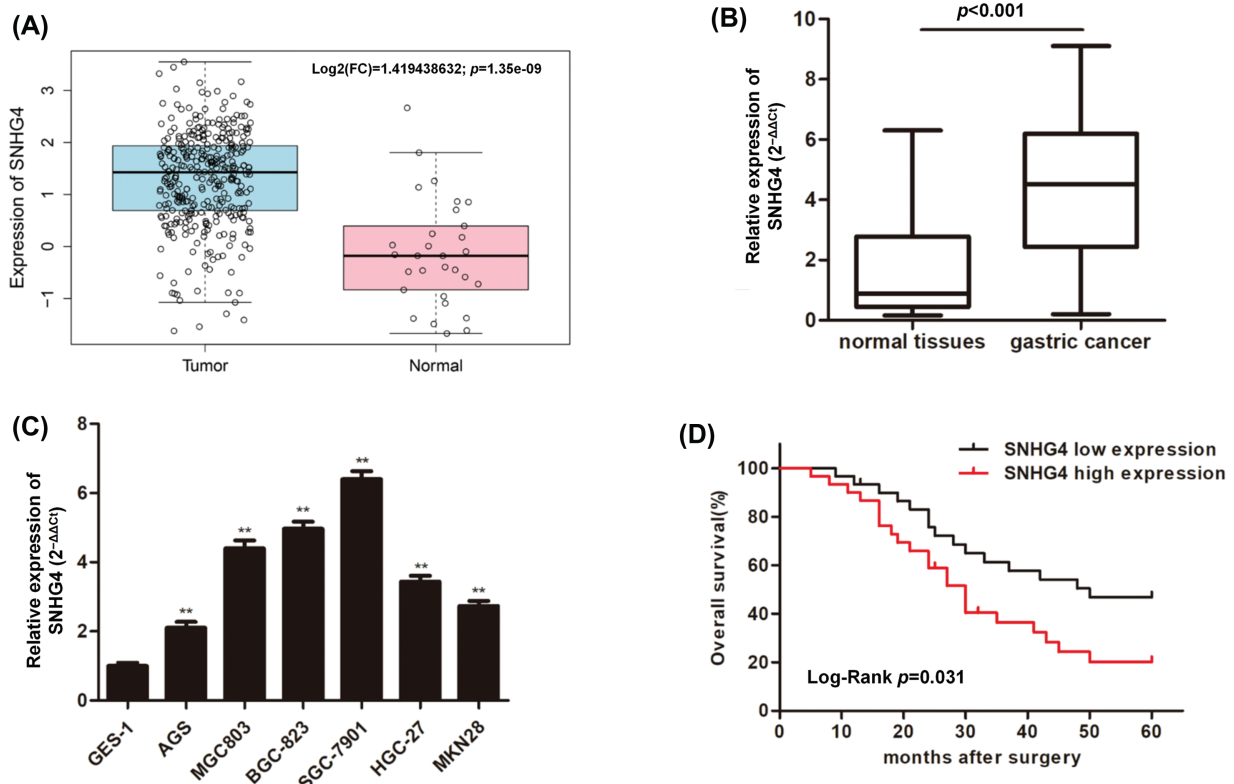 (A)
Log2(FC)=1.419438632; p=1.35e-09
Expression of SNHG4
3
2
1
0
−1
Tumor
Normal
(B)
p<0.001
Relative expression of
SNHG4 (2−ΔΔCt)
10
8
6
4
2
0
normal tissues
gastric cancer
(C)
Relative expression of
SNHG4 (2−ΔΔCt)
8
6
4
2
0
**
**
**
**
**
**
GES-1
AGS
MGC803
BGC-823
SGC-7901
HGC-27
MKN28
(D)
SNHG4 low expression
SNHG4 high expression
Overall survival(%)
100
80
60
40
20
0
Log-Rank p=0.031
0
10
20
30
40
50
60
months after surgery